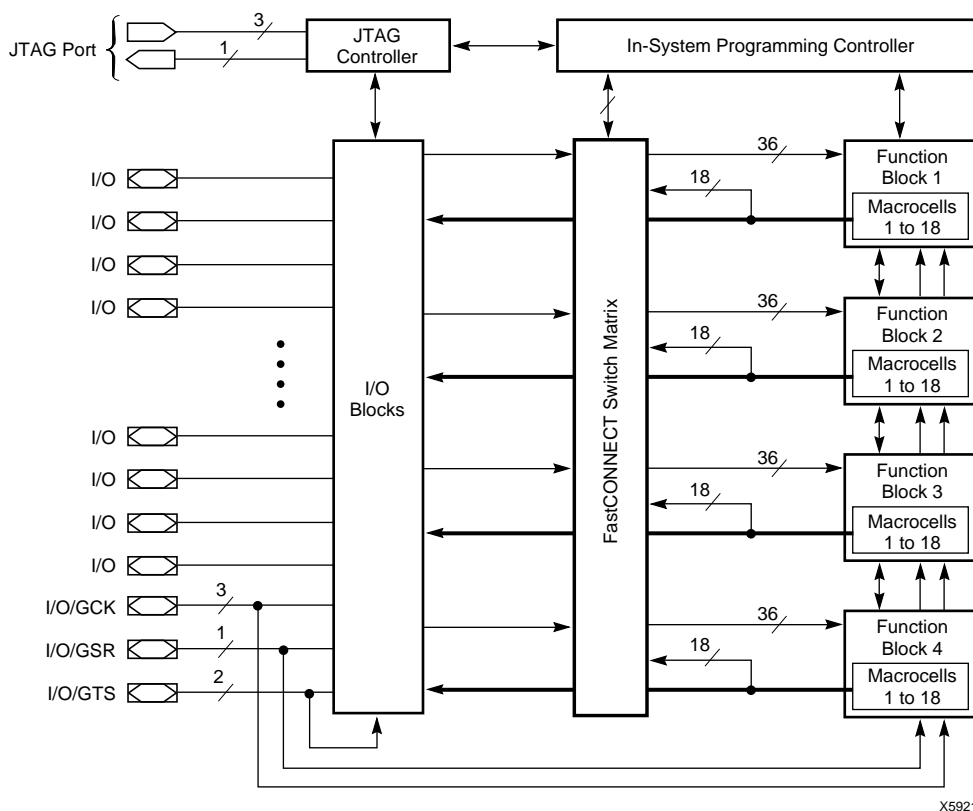 JTAG Port
3
1
JTAG
Controller
In-System Programming Controller
I/O
I/O
I/O
I/O
I/O
I/O
I/O
I/O
I/O/GCK
3
I/O/GSR
1
I/O/GTS
2
I/O
Blocks
FastCONNECT Switch Matrix
36
18
Function
Block 1
Macrocells
1 to 18
36
18
Function
Block 2
Macrocells
1 to 18
36
18
Function
Block 3
Macrocells
1 to 18
36
18
Function
Block 4
Macrocells
1 to 18
X5921